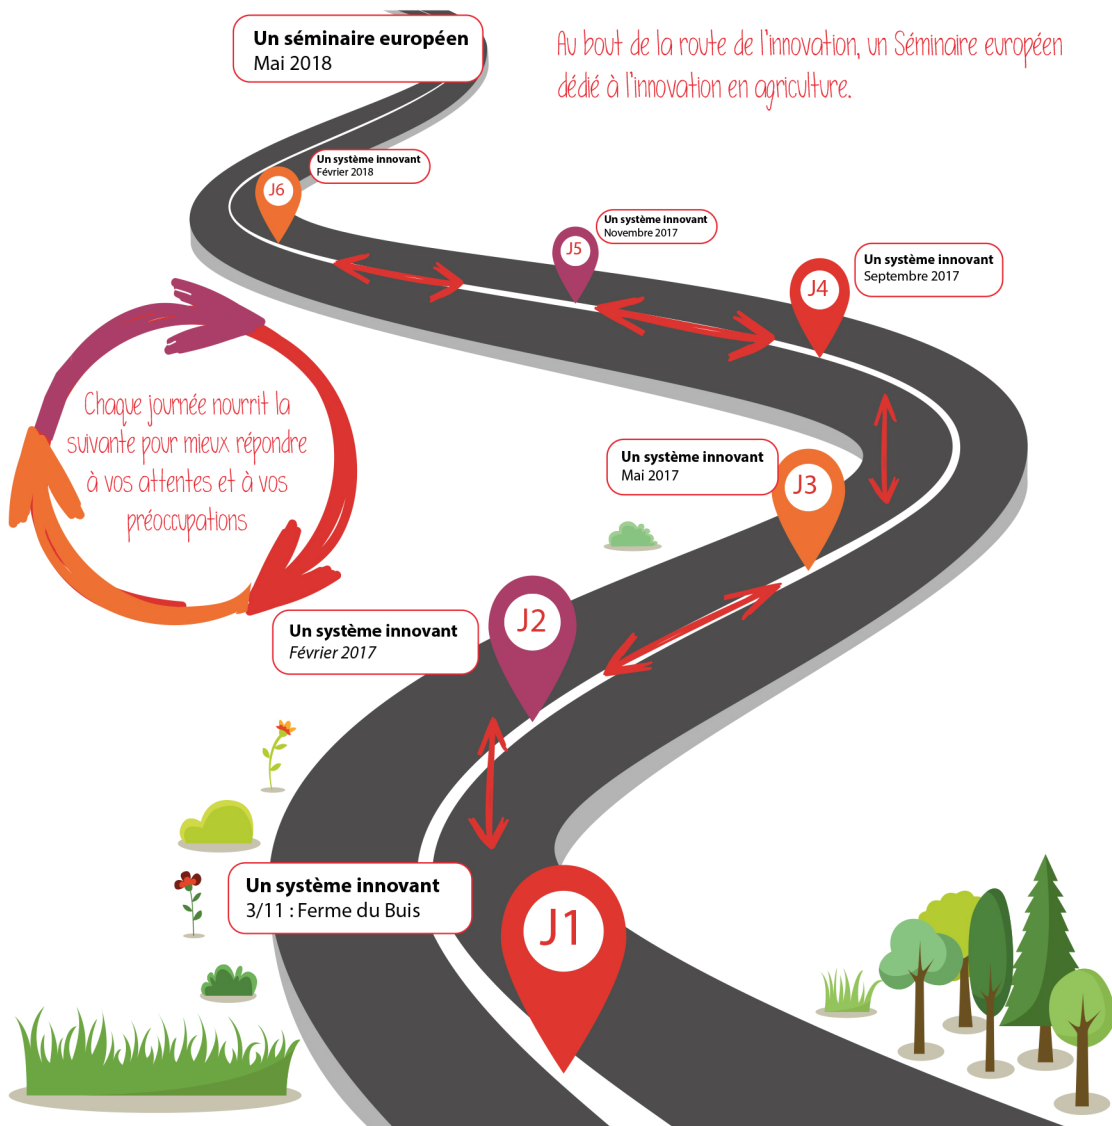 Un séminaire européen
Mai 2018
Au bout de la route de l'innovation, un Séminaire européen
dédié à l'innovation en agriculture.
Un système innovant
Février 2018
J6
Un système innovant
Novembre 2017
J5
Un système innovant
Septembre 2017
J4
Chaque journée nourrit la
suivante pour mieux répondre
à vos attentes et à vos
préoccupations
Un système innovant
Mai 2017
J3
Un système innovant
Février 2017
J2
Un système innovant
3/11 : Ferme du Buis
J1